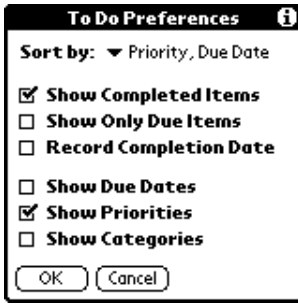 To Do Preferences i
Sort by: Priority, Due Date
Show Completed Items
Show Only Due Items
Record Completion Date
Show Due Dates
Show Priorities
Show Categories
OK Cancel